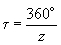 τ = 360° / z